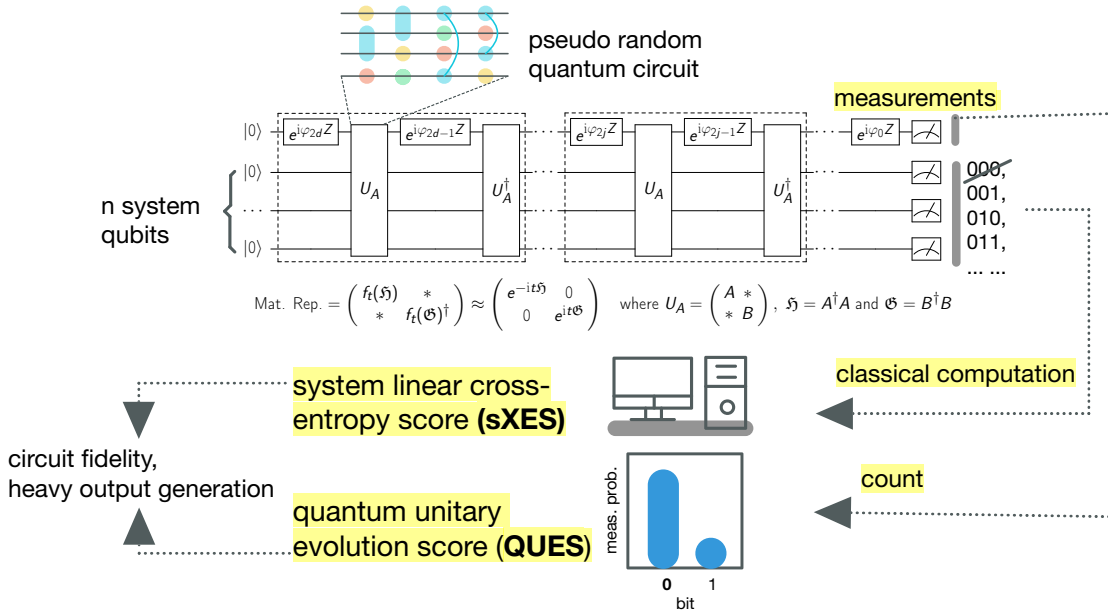 pseudo random
quantum circuit
measurements
|0⟩ e^{iφ_{2d}Z} e^{iφ_{2d−1}Z} ··· e^{iφ_{2j}Z} e^{iφ_{2j−1}Z} ··· e^{iφ_0Z}
|0⟩ U_A U_A^† ··· U_A U_A^† ···
n system
qubits
··· ··· ··· ···
|0⟩ ··· ···
000,
001,
010,
011,
... ...
Mat. Rep. = ( f_t(ℌ) * ; * f_t(𝔊)^† ) ≈ ( e^{−itℌ} 0 ; 0 e^{it𝔊} ) where U_A = ( A * ; * B ), ℌ = A^†A and 𝔊 = B^†B
system linear cross-
entropy score (sXES)
classical computation
circuit fidelity,
heavy output generation
quantum unitary
evolution score (QUES)
count
meas. prob.
0 1
bit